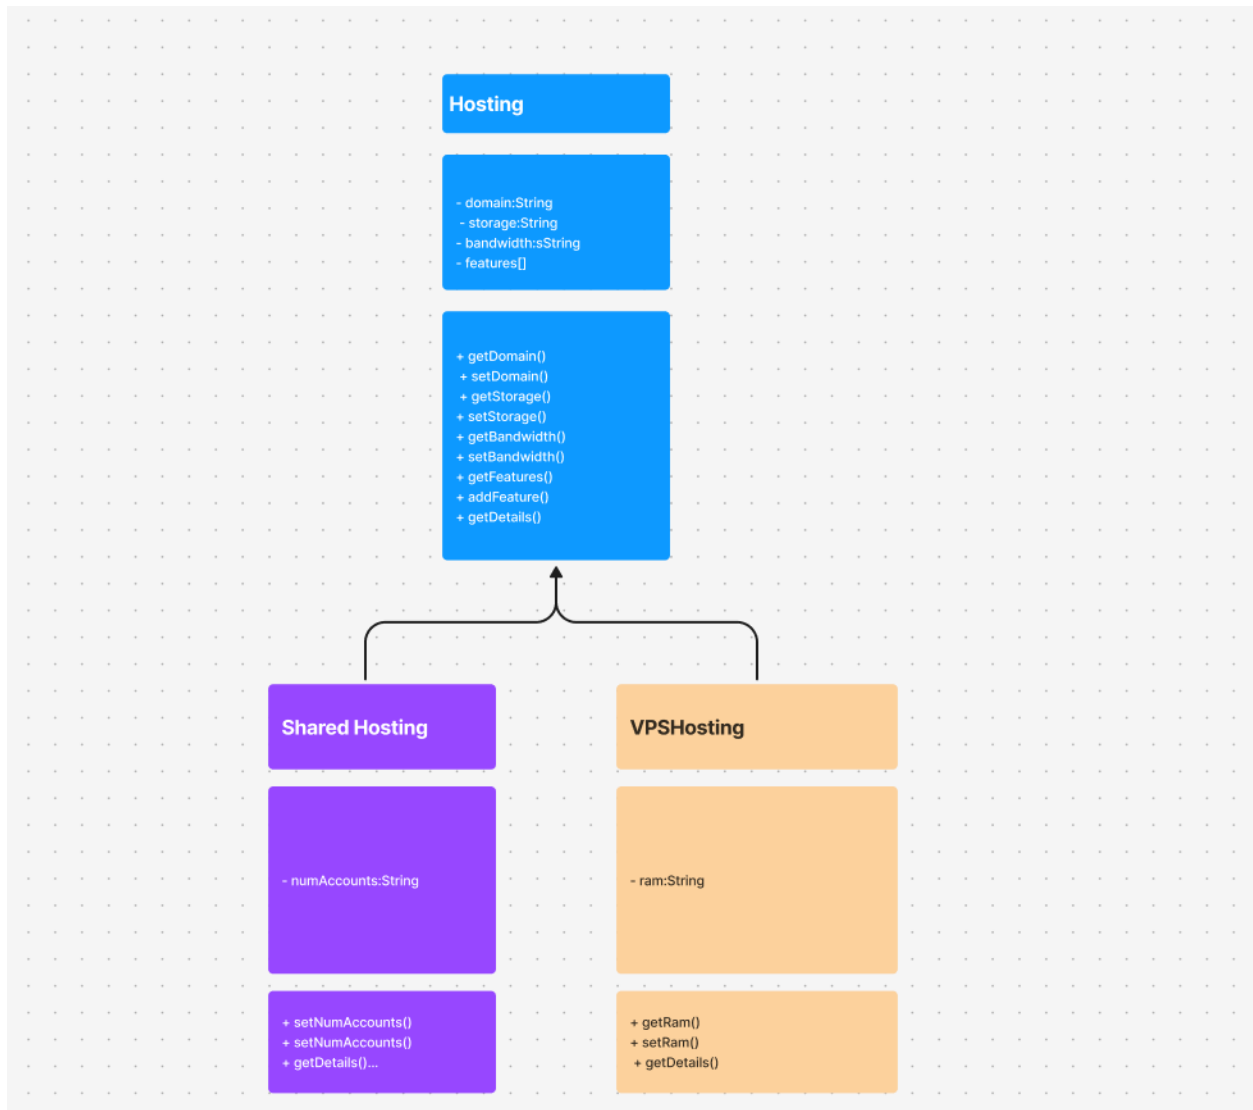 Hosting
- domain:String
- storage:String
- bandwidth:sString
- features[]
+ getDomain()
+ setDomain()
+ getStorage()
+ setStorage()
+ getBandwidth()
+ setBandwidth()
+ getFeatures()
+ addFeature()
+ getDetails()
Shared Hosting
- numAccounts:String
+ setNumAccounts()
+ setNumAccounts()
+ getDetails()...
VPSHosting
- ram:String
+ getRam()
+ setRam()
+ getDetails()